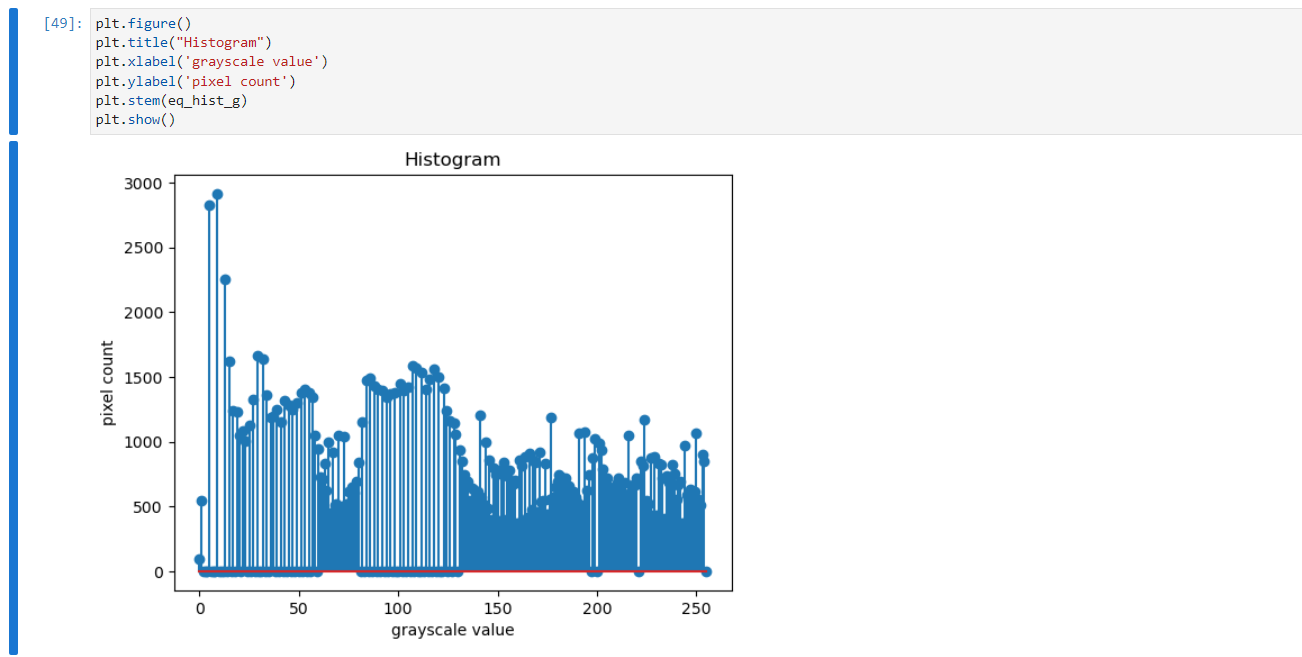 [49]: plt.figure()
plt.title("Histogram")
plt.xlabel('grayscale value')
plt.ylabel('pixel count')
plt.stem(eq_hist_g)
plt.show()
Histogram
3000
2500
2000
1500
1000
500
0
pixel count
0 50 100 150 200 250
grayscale value